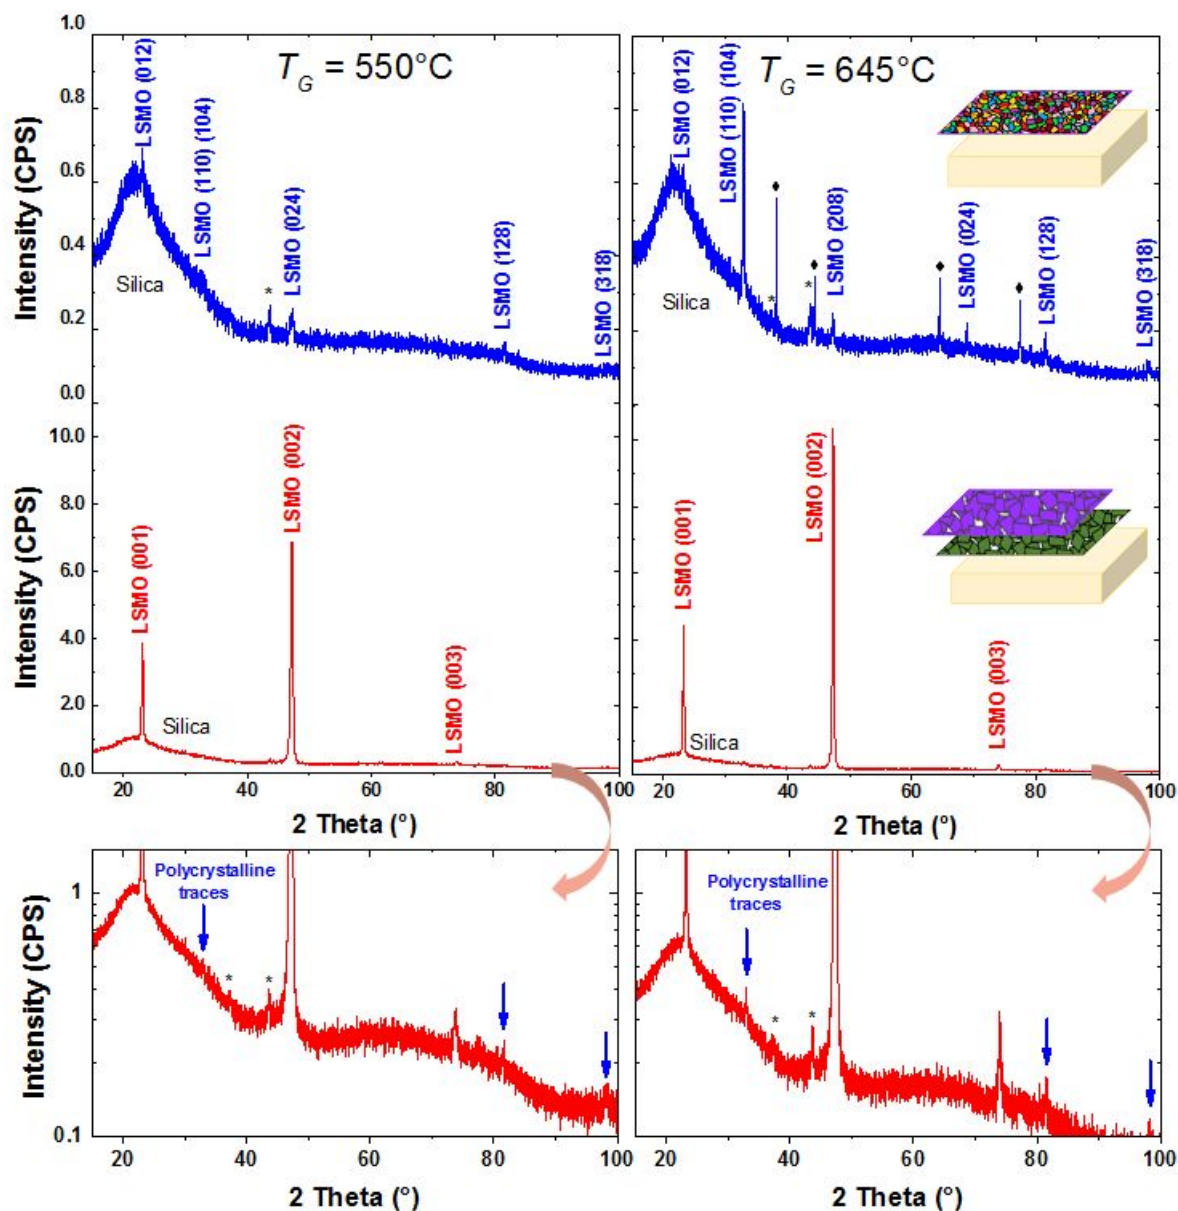 T_G = 550°C
T_G = 645°C
Intensity (CPS)
1.0
0.8
0.6
0.4
0.2
0.0
LSMO (012)
LSMO (110) (104)
Silica
*
LSMO (024)
LSMO (128)
LSMO (318)
LSMO (012)
LSMO (110) (104)
Silica
*
♦
*
♦
LSMO (208)
♦
LSMO (024)
♦
LSMO (128)
LSMO (318)
Intensity (CPS)
10.0
8.0
6.0
4.0
2.0
0.0
LSMO (001)
Silica
LSMO (002)
LSMO (003)
LSMO (001)
Silica
LSMO (002)
LSMO (003)
20 40 60 80 100
2 Theta (°)
20 40 60 80 100
2 Theta (°)
Intensity (CPS)
1
0.1
Polycrystalline
traces
* *
Polycrystalline
traces
* *
20 40 60 80 100
2 Theta (°)
20 40 60 80 100
2 Theta (°)